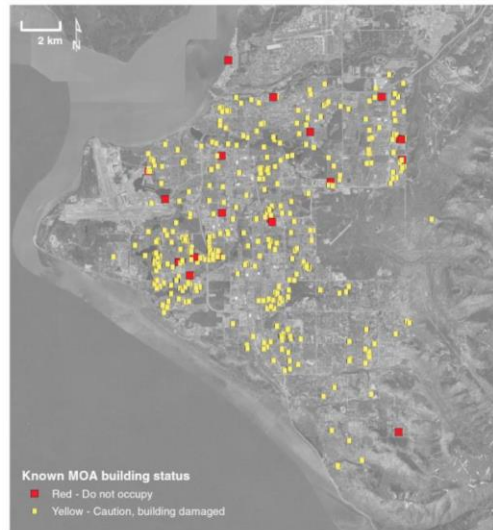 2 km
N
Known MOA building status
Red - Do not occupy
Yellow - Caution, building damaged